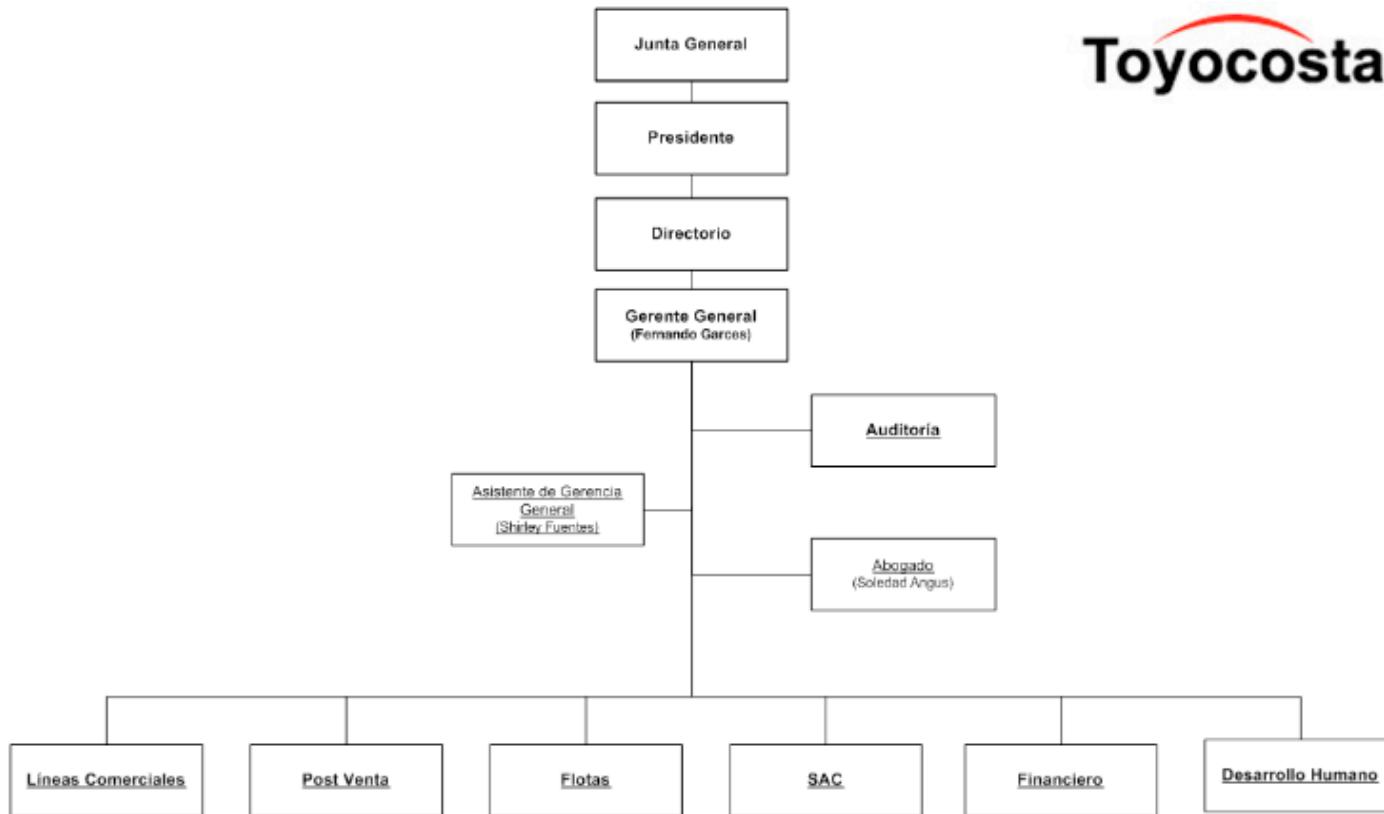 Toyocosta
Junta General
Presidente
Directorio
Gerente General
(Fernando Garces)
Auditoría
Asistente de Gerencia
General
(Shirley Fuentes)
Abogado
(Soledad Angus)
Líneas Comerciales
Post Venta
Flotas
SAC
Financiero
Desarrollo Humano